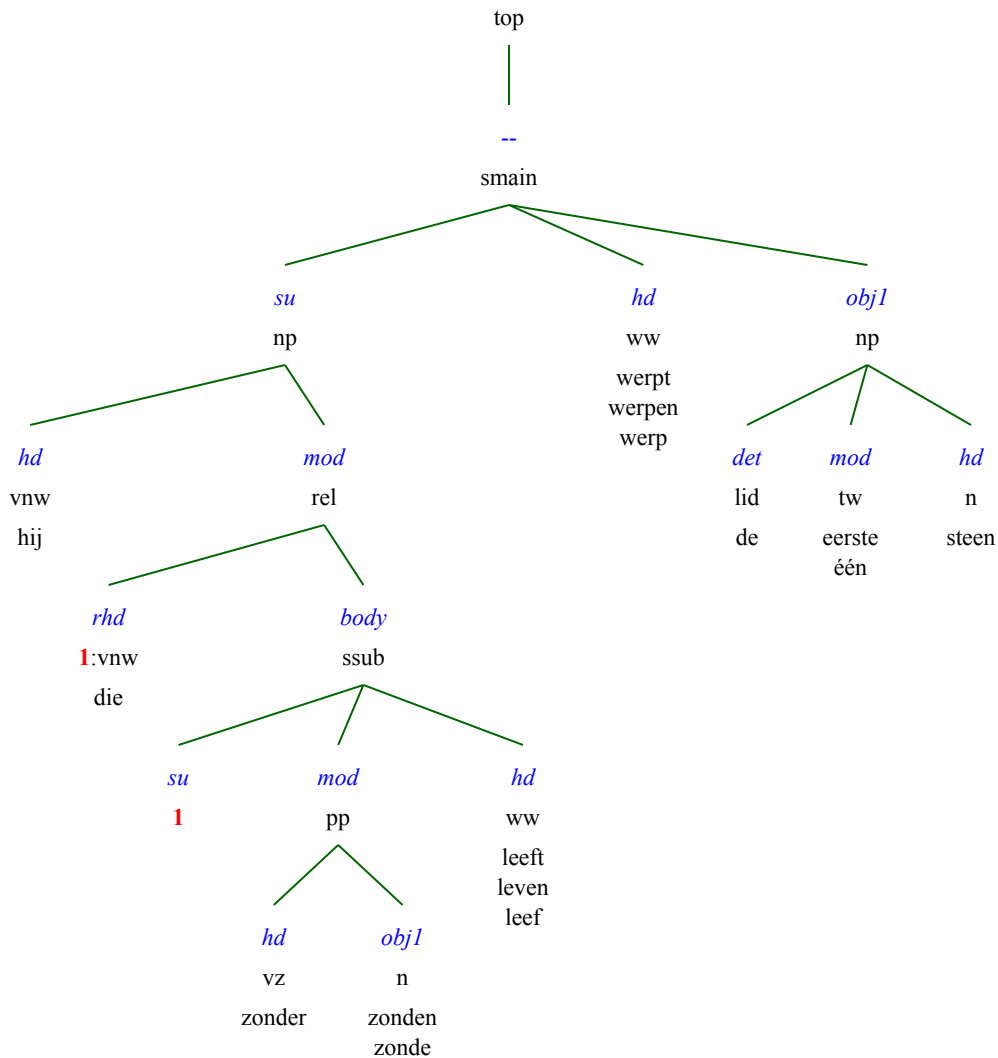 top
--
smain
su hd obj1
np ww np
werpt
werpen
werp
hd mod det mod hd
vnw rel lid tw n
hij de eerste steen
één
rhd body
1:vnw ssub
die
su mod hd
1 pp ww
leeft
leven
leef
hd obj1
vz n
zonder zonden
zonde